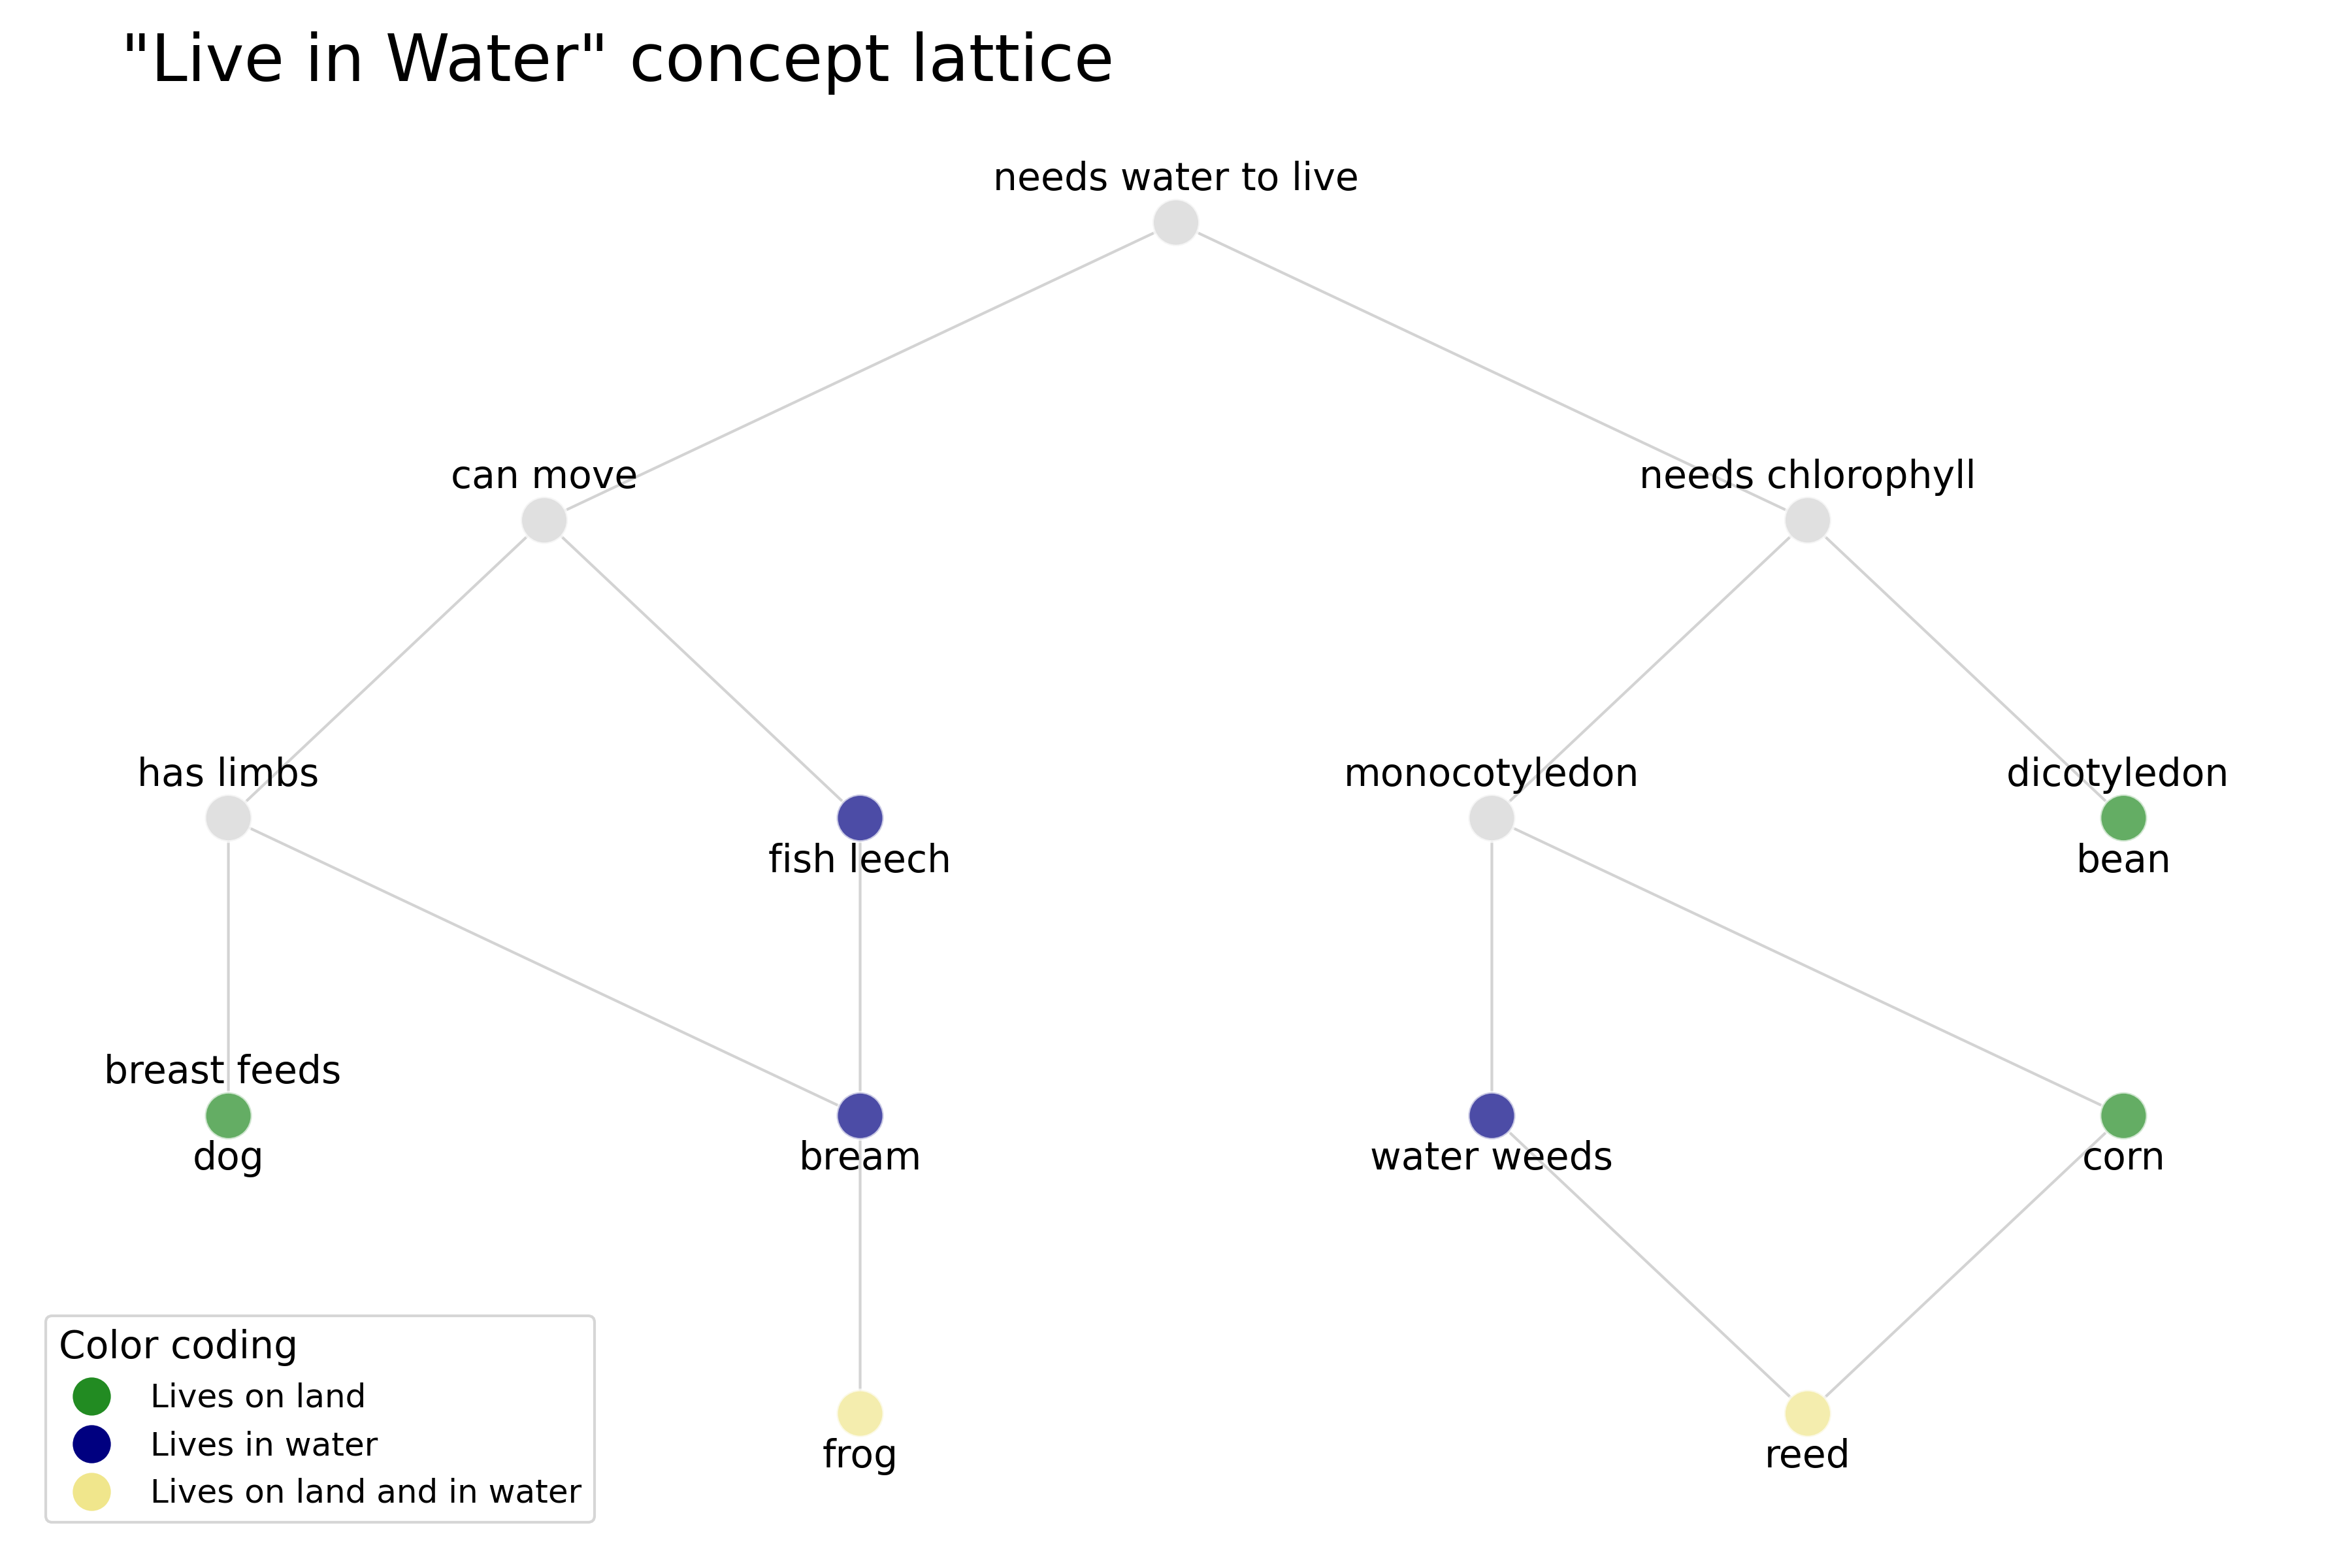 "Live in Water" concept lattice
needs water to live
can move
needs chlorophyll
has limbs
monocotyledon
dicotyledon
fish leech
bean
breast feeds
dog
bream
water weeds
corn
Color coding
Lives on land
Lives in water
Lives on land and in water
frog
reed